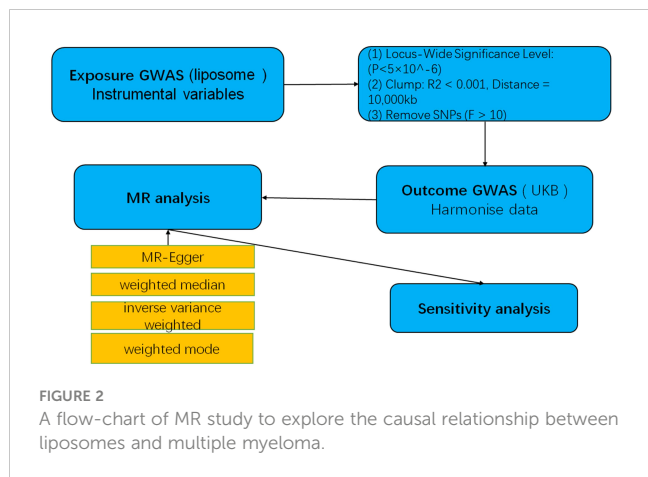 Exposure GWAS (liposome )
Instrumental variables
(1) Locus-Wide Significance Level:
(P<5×10^-6)
(2) Clump: R2 < 0.001, Distance =
10,000kb
(3) Remove SNPs (F > 10)
MR analysis
Outcome GWAS ( UKB )
Harmonise data
MR-Egger
weighted median
inverse variance
weighted
weighted mode
Sensitivity analysis
FIGURE 2
A flow-chart of MR study to explore the causal relationship between
liposomes and multiple myeloma.